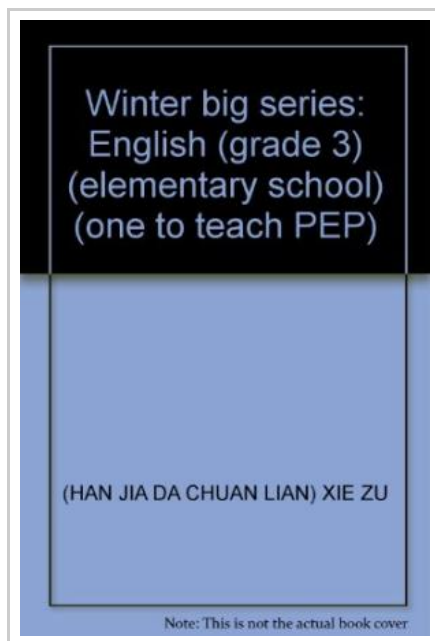 Winter big series:
English (grade 3)
(elementary school)
(one to teach PEP)
(HAN JIA DA CHUAN LIAN) XIE ZU
Note: This is not the actual book cover